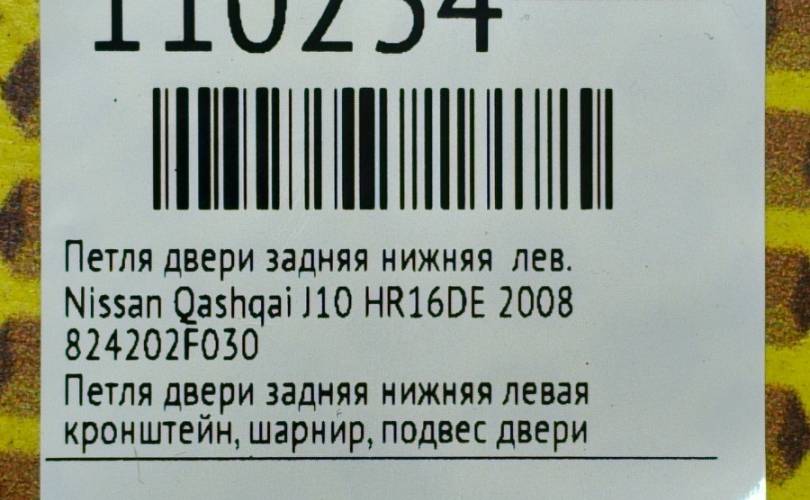 110234
Петля двери задняя нижняя лев.
Nissan Qashqai J10 HR16DE 2008
824202F030
Петля двери задняя нижняя левая
кронштейн, шарнир, подвес двери